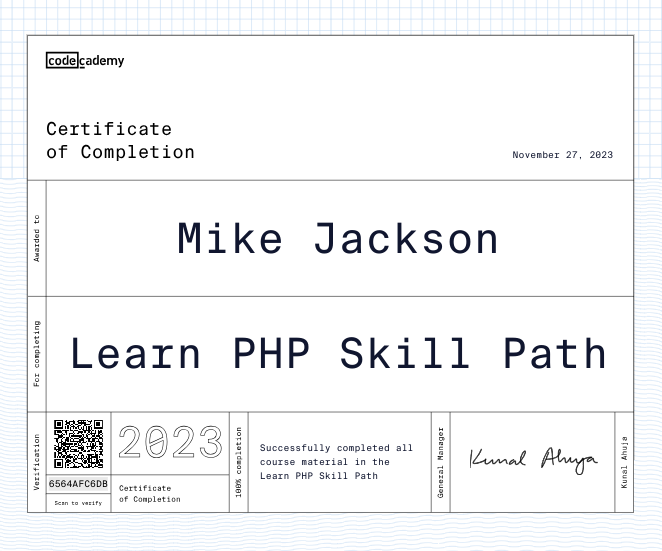 codecademy
Certificate
of Completion
November 27, 2023
Awarded to
Mike Jackson
For completing
Learn PHP Skill Path
Verification
6564AFC6DB
Scan to verify
2023
Certificate
of Completion
100% completion
Successfully completed all
course material in the
Learn PHP Skill Path
General Manager
Kunal Ahuja
Kunal Ahuja